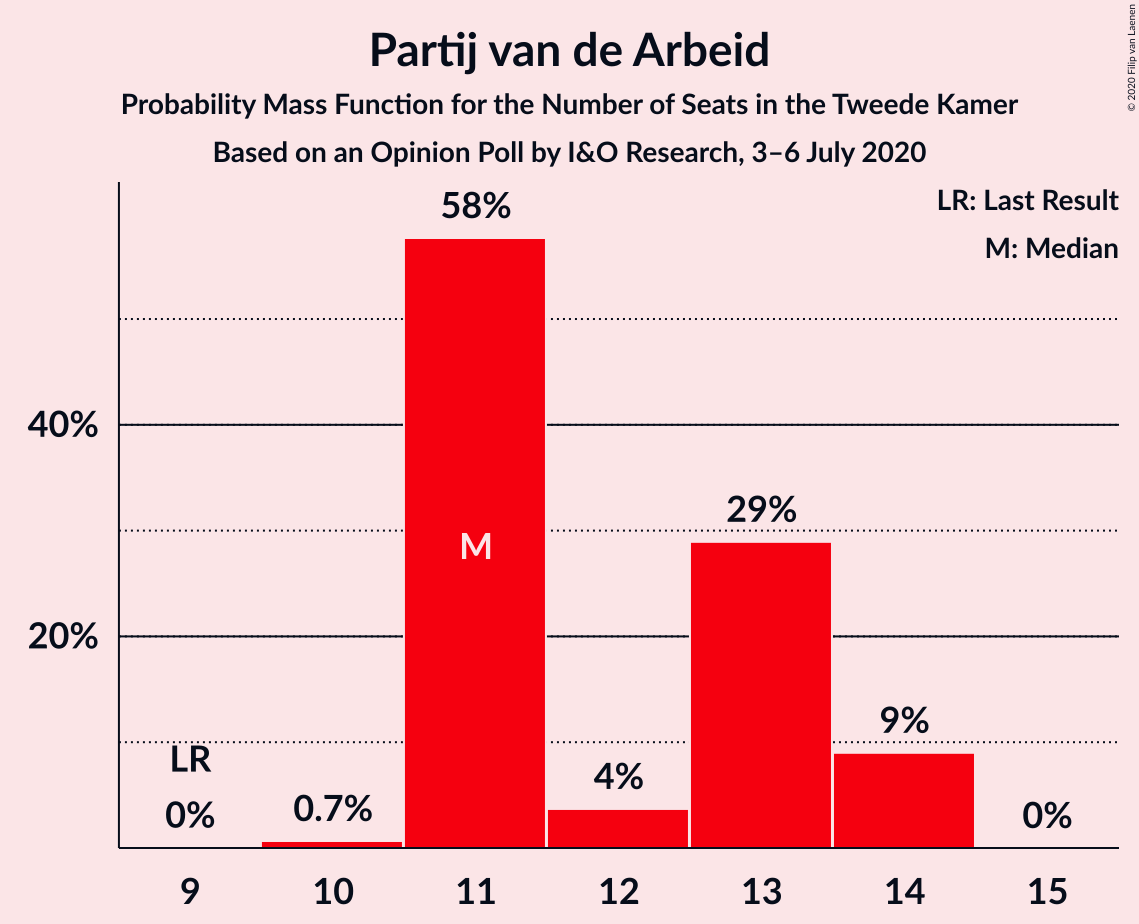 Partij van de Arbeid
Probability Mass Function for the Number of Seats in the Tweede Kamer
Based on an Opinion Poll by I&O Research, 3–6 July 2020
© 2020 Filip van Laenen
LR: Last Result
M: Median
58%
40%
29%
M
20%
9%
LR
4%
0%
0.7%
0%
9 10 11 12 13 14 15